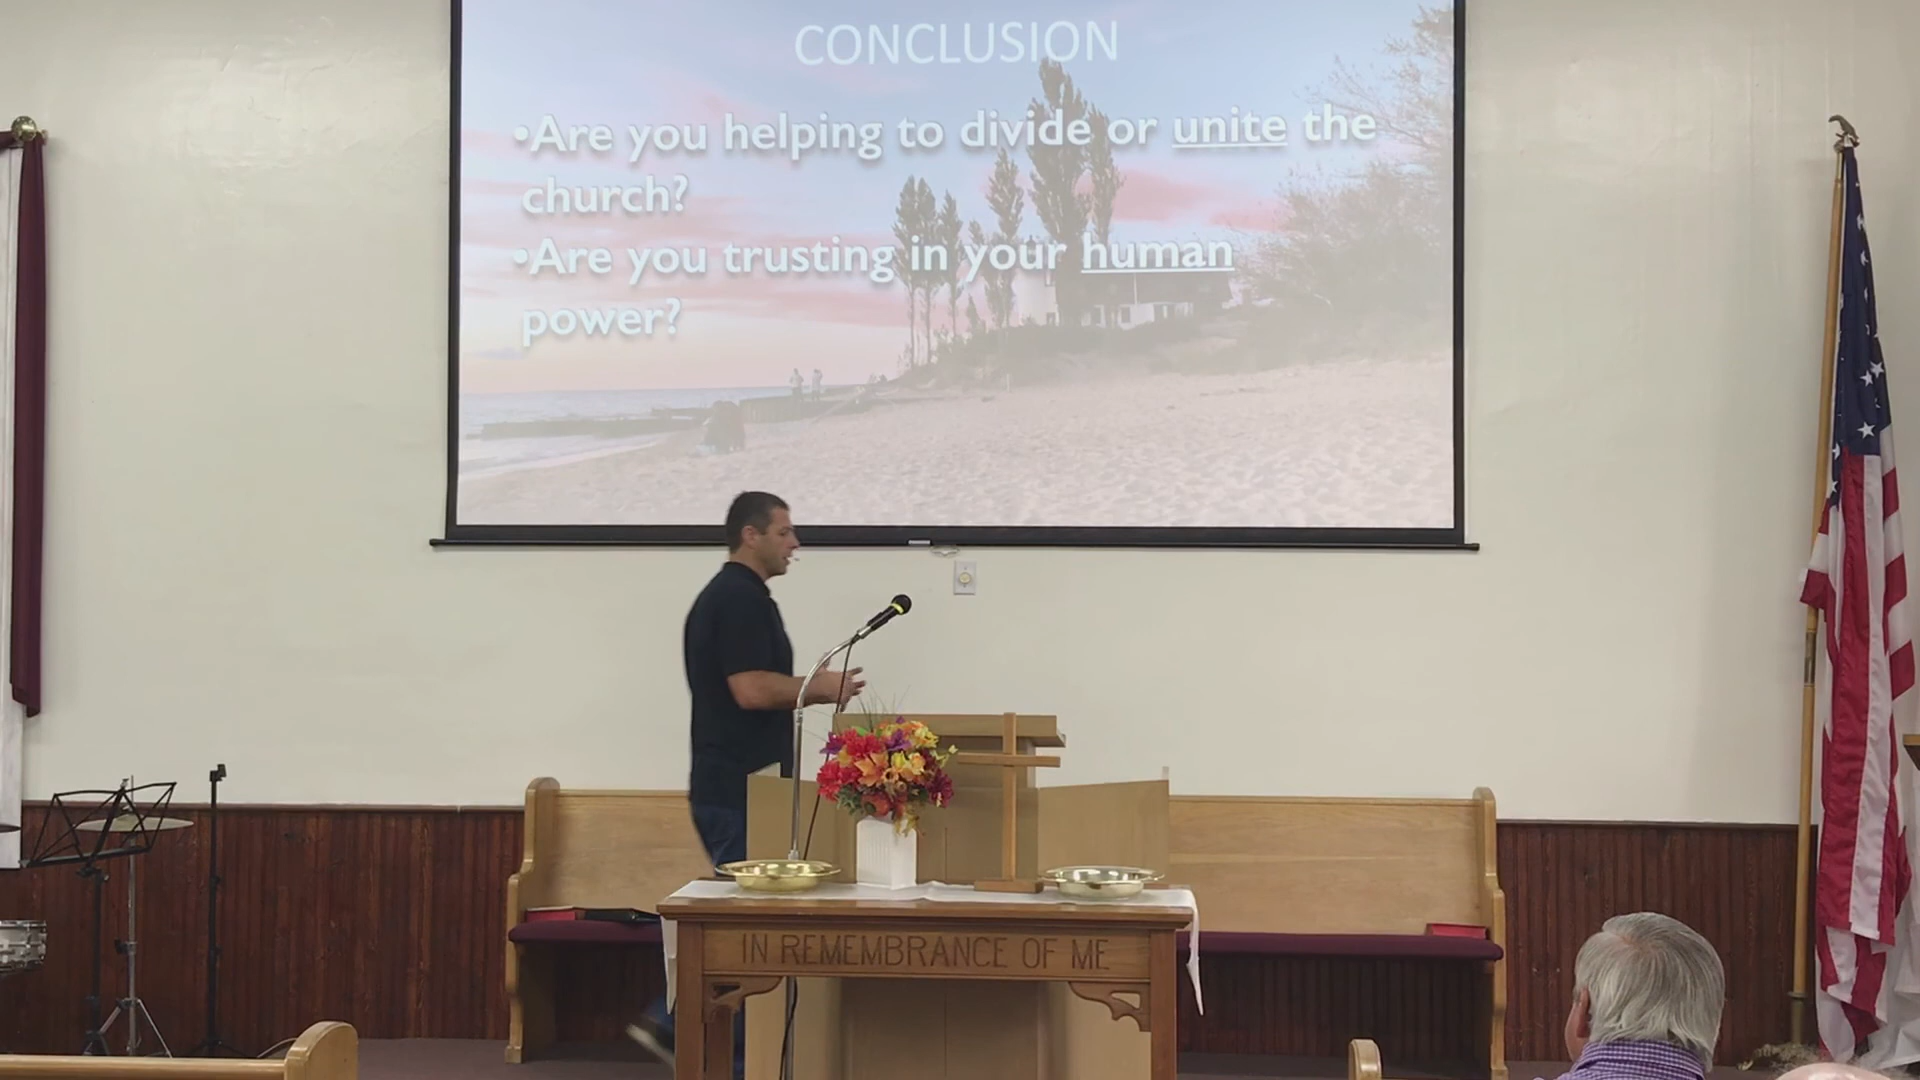 CONCLUSION
•Are you helping to divide or unite the
church?
•Are you trusting in your human
power?
IN REMEMBRANCE OF ME